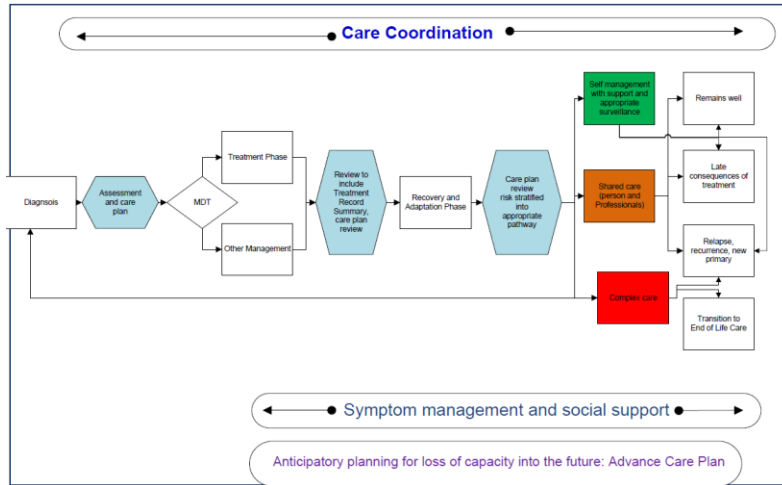 Care Coordination
Self management
with support and
appropriate
surveillance
Remains well
Treatment Phase
Diagnsois
Assessment
and care
plan
MDT
Review to
include
Treatment
Record
Summary,
care plan
review
Recovery and
Adaptation Phase
Care plan
review
risk stratified
into
appropriate
pathway
Shared care
(person and
Professionals)
Late
consequences of
treatment
Other Management
Relapse,
recurrence, new
primary
Complex care
Transition to
End of Life Care
Symptom management and social support
Anticipatory planning for loss of capacity into the future: Advance Care Plan